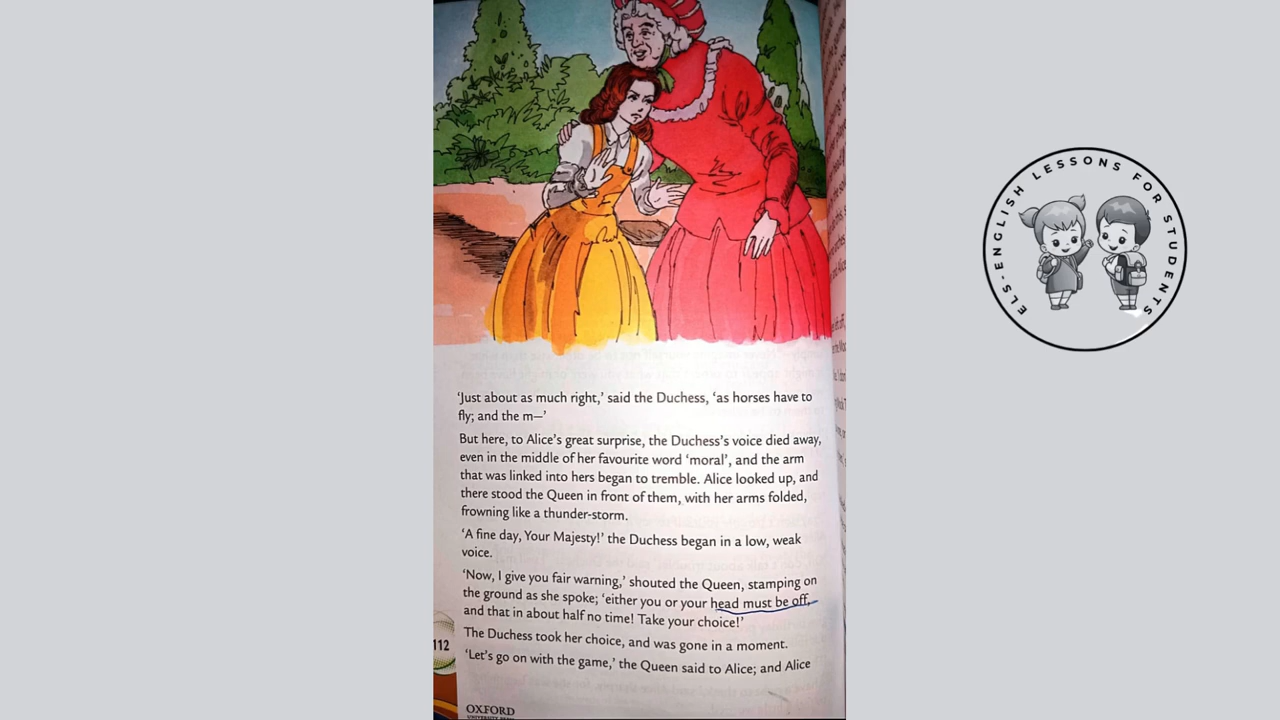 ‘Just about as much right,’ said the Duchess, ‘as horses have to
fly; and the m—’
But here, to Alice’s great surprise, the Duchess’s voice died away,
even in the middle of her favourite word ‘moral’, and the arm
that was linked into hers began to tremble. Alice looked up, and
there stood the Queen in front of them, with her arms folded,
frowning like a thunder-storm.
‘A fine day, Your Majesty!’ the Duchess began in a low, weak
voice.
‘Now, I give you fair warning,’ shouted the Queen, stamping on
the ground as she spoke; ‘either you or your head must be off,
and that in about half no time! Take your choice!’
The Duchess took her choice, and was gone in a moment.
‘Let’s go on with the game,’ the Queen said to Alice; and Alice
112
OXFORD
ELS-ENGLISH LESSONS FOR STUDENTS